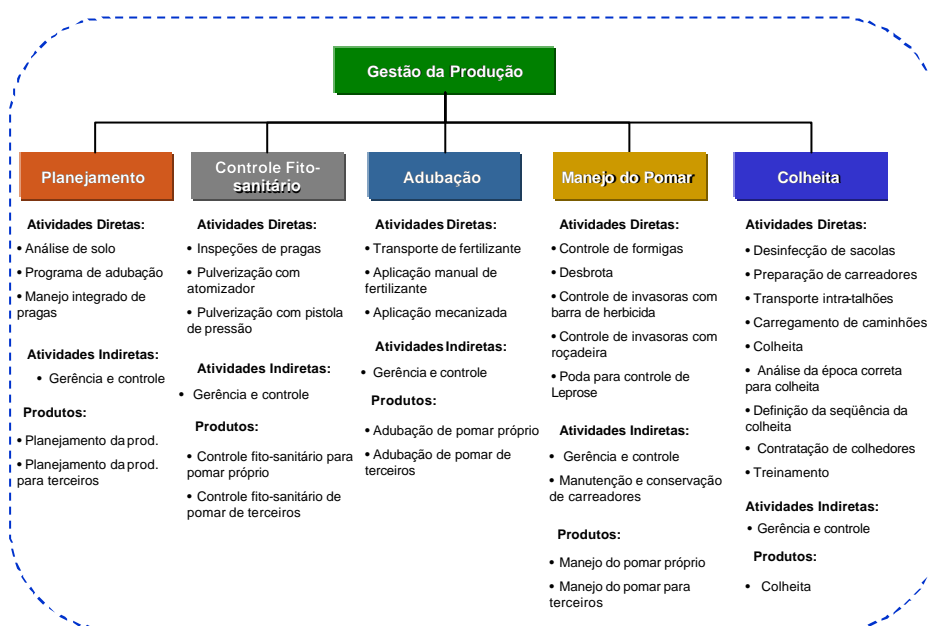 Gestão da Produção
Planejamento
Atividades Diretas:
• Análise de solo
• Programa de adubação
• Manejo integrado de
pragas
Atividades Indiretas:
• Gerência e controle
Produtos:
• Planejamento da prod.
• Planejamento da prod.
para terceiros
Controle Fito-
sanitário
Atividades Diretas:
• Inspeções de pragas
• Pulverização com
atomizador
• Pulverização com pistola
de pressão
Atividades Indiretas:
• Gerência e controle
Produtos:
• Controle fito-sanitário para
pomar próprio
• Controle fito-sanitário de
pomar de terceiros
Adubação
Atividades Diretas:
• Transporte de fertilizante
• Aplicação manual de
fertilizante
• Aplicação mecanizada
Atividades Indiretas:
• Gerência e controle
Produtos:
• Adubação de pomar próprio
• Adubação de pomar de
terceiros
Manejo do Pomar
Atividades Diretas:
• Controle de formigas
• Desbrota
• Controle de invasoras com
barra de herbicida
• Controle de invasoras com
roçadeira
• Poda para controle de
Leprose
Atividades Indiretas:
• Gerência e controle
• Manutenção e conservação
de carreadores
Produtos:
• Manejo do pomar próprio
• Manejo do pomar para
terceiros
Colheita
Atividades Diretas:
• Desinfecção de sacolas
• Preparação de carreadores
• Transporte intra-talhões
• Carregamento de caminhões
• Colheita
• Análise da época correta
para colheita
• Definição da seqüência da
colheita
• Contratação de colhedores
• Treinamento
Atividades Indiretas:
• Gerência e controle
Produtos:
• Colheita